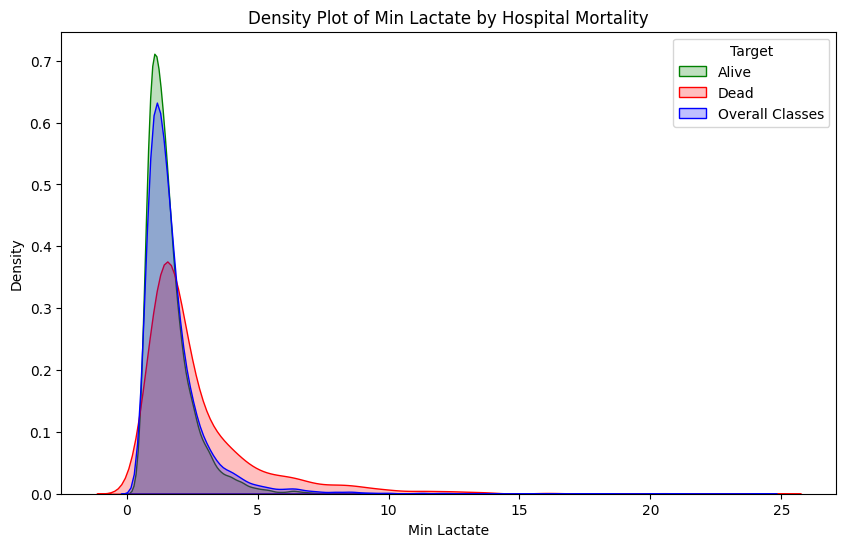 Density Plot of Min Lactate by Hospital Mortality
Target
Alive
Dead
Overall Classes
Density
0.7
0.6
0.5
0.4
0.3
0.2
0.1
0.0
0 5 10 15 20 25
Min Lactate